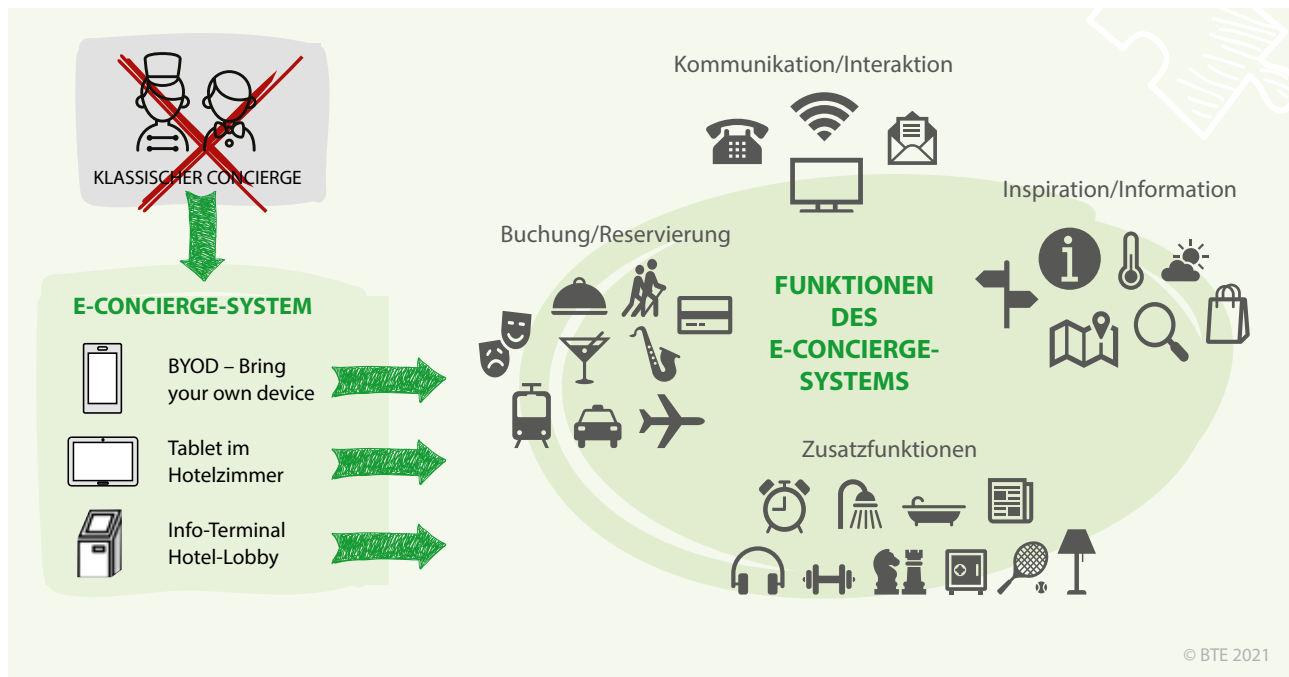 KLASSISCHER CONCIERGE
E-CONCIERGE-SYSTEM
BYOD – Bring
your own device
Tablet im
Hotelzimmer
Info-Terminal
Hotel-Lobby
Kommunikation/Interaktion
Inspiration/Information
Buchung/Reservierung
FUNKTIONEN
DES
E-CONCIERGE-
SYSTEMS
Zusatzfunktionen
© BTE 2021